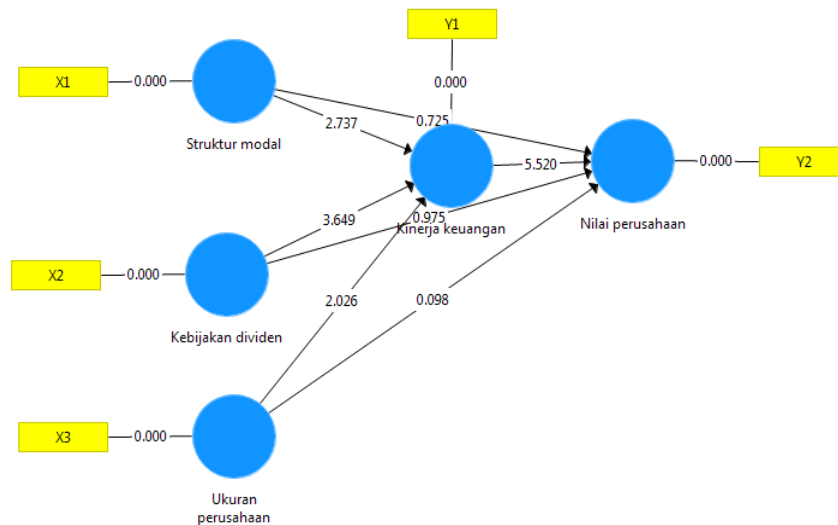 Y1
X1
0.000
0.000
Struktur modal
2.737
0.725
5.520
0.000
Y2
Kinerja keuangan
Nilai perusahaan
3.649
0.975
X2
0.000
Kebijakan dividen
2.026
0.098
X3
0.000
Ukuran
perusahaan